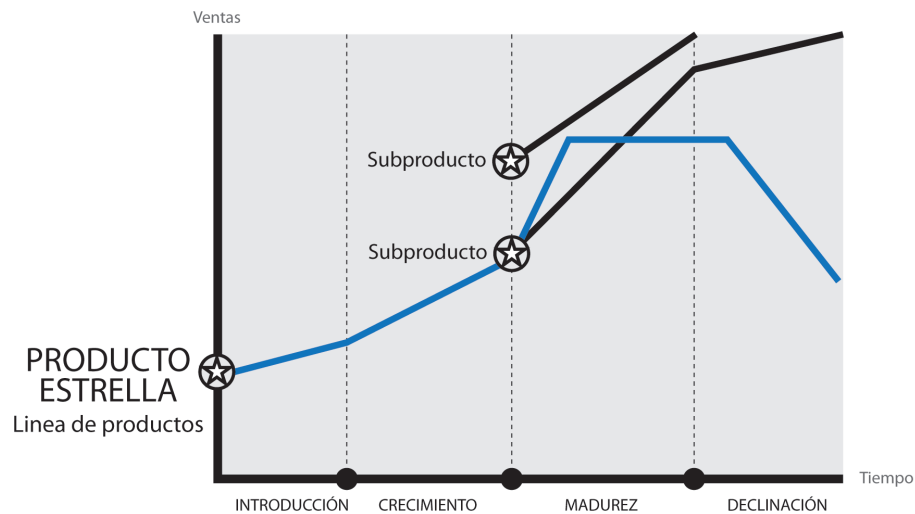 Ventas
Subproducto
Subproducto
PRODUCTO
ESTRELLA
Linea de productos
Tiempo
INTRODUCCIÓN
CRECIMIENTO
MADUREZ
DECLINACIÓN